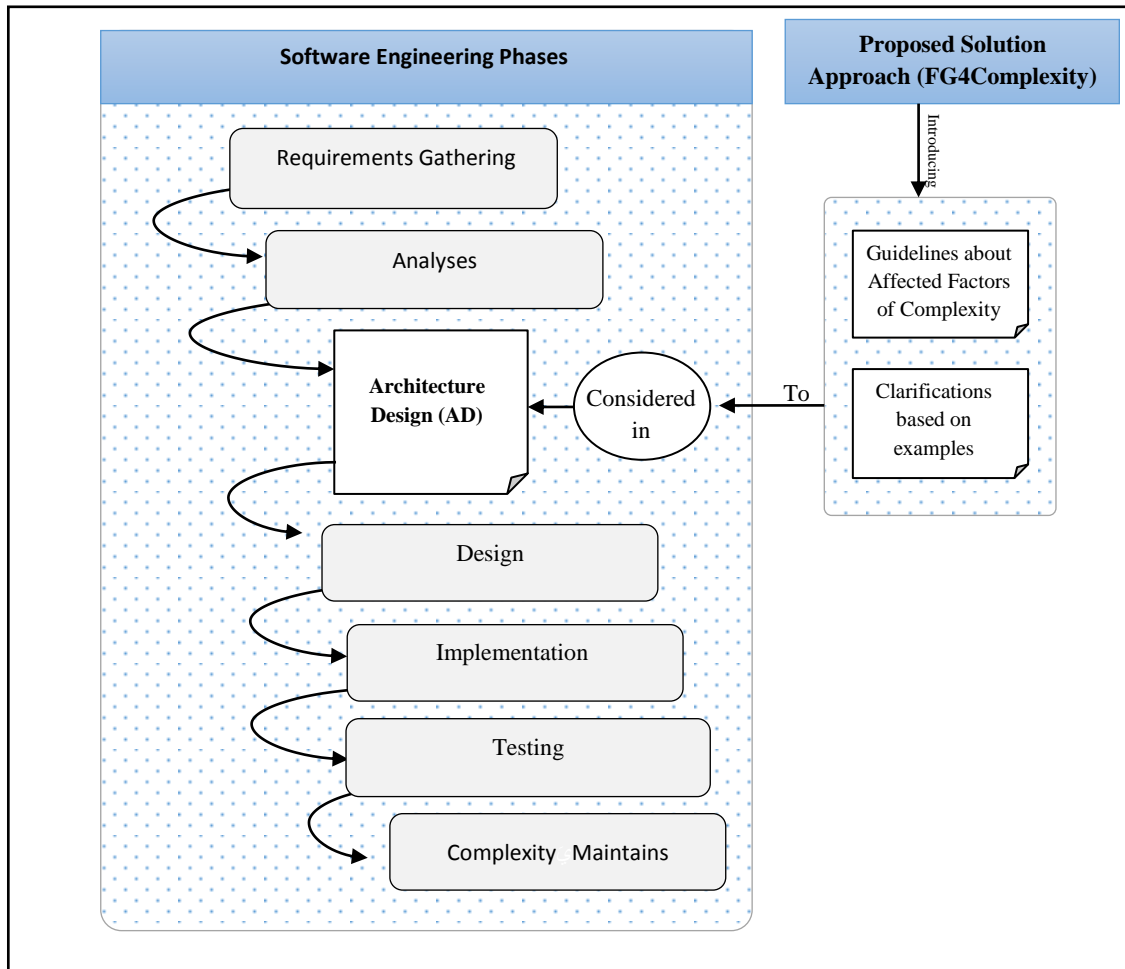 Software Engineering Phases
Requirements Gathering
Analyses
Architecture
Design (AD)
Considered
in
Design
Implementation
Testing
Complexity Maintains
Proposed Solution
Approach (FG4Complexity)
Introducing
Guidelines about
Affected Factors
of Complexity
Clarifications
based on
examples
To